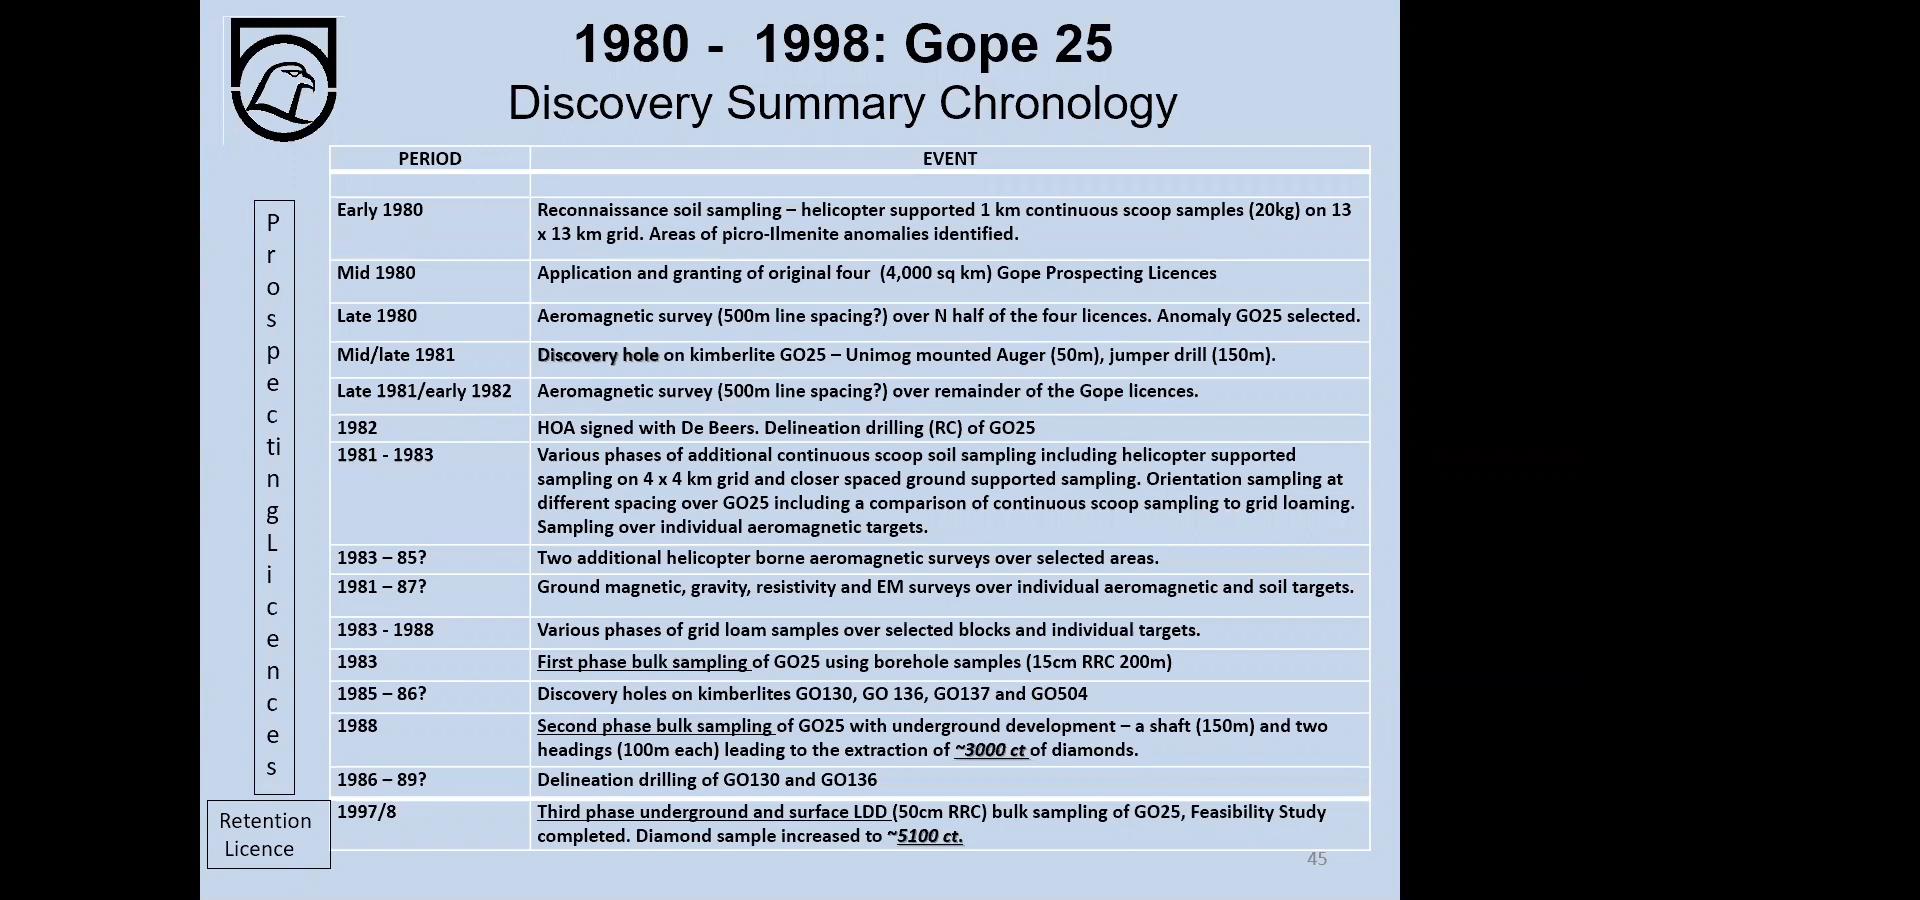 1980 -  1998: Gope 25
Discovery Summary Chronology
PERIOD EVENT
Early 1980 Reconnaissance soil sampling – helicopter supported 1 km continuous scoop samples (20kg) on 13
x 13 km grid. Areas of picro-Ilmenite anomalies identified.
Mid 1980 Application and granting of original four  (4,000 sq km) Gope Prospecting Licences
Late 1980 Aeromagnetic survey (500m line spacing?) over N half of the four licences. Anomaly GO25 selected.
Mid/late 1981 Discovery hole on kimberlite GO25 – Unimog mounted Auger (50m), jumper drill (150m).
Late 1981/early 1982 Aeromagnetic survey (500m line spacing?) over remainder of the Gope licences.
1982 HOA signed with De Beers. Delineation drilling (RC) of GO25
1981 - 1983 Various phases of additional continuous scoop soil sampling including helicopter supported
sampling on 4 x 4 km grid and closer spaced ground supported sampling. Orientation sampling at
different spacing over GO25 including a comparison of continuous scoop sampling to grid loaming.
Sampling over individual aeromagnetic targets.
1983 – 85? Two additional helicopter borne aeromagnetic surveys over selected areas.
1981 – 87? Ground magnetic, gravity, resistivity and EM surveys over individual aeromagnetic and soil targets.
1983 - 1988 Various phases of grid loam samples over selected blocks and individual targets.
1983 First phase bulk sampling of GO25 using borehole samples (15cm RRC 200m)
1985 – 86? Discovery holes on kimberlites GO130, GO 136, GO137 and GO504
1988 Second phase bulk sampling of GO25 with underground development – a shaft (150m) and two
headings (100m each) leading to the extraction of ~3000 ct of diamonds.
1986 – 89? Delineation drilling of GO130 and GO136
1997/8 Third phase underground and surface LDD (50cm RRC) bulk sampling of GO25, Feasibility Study
completed. Diamond sample increased to ~5100 ct.
Prospecting Licences
Retention
Licence
45